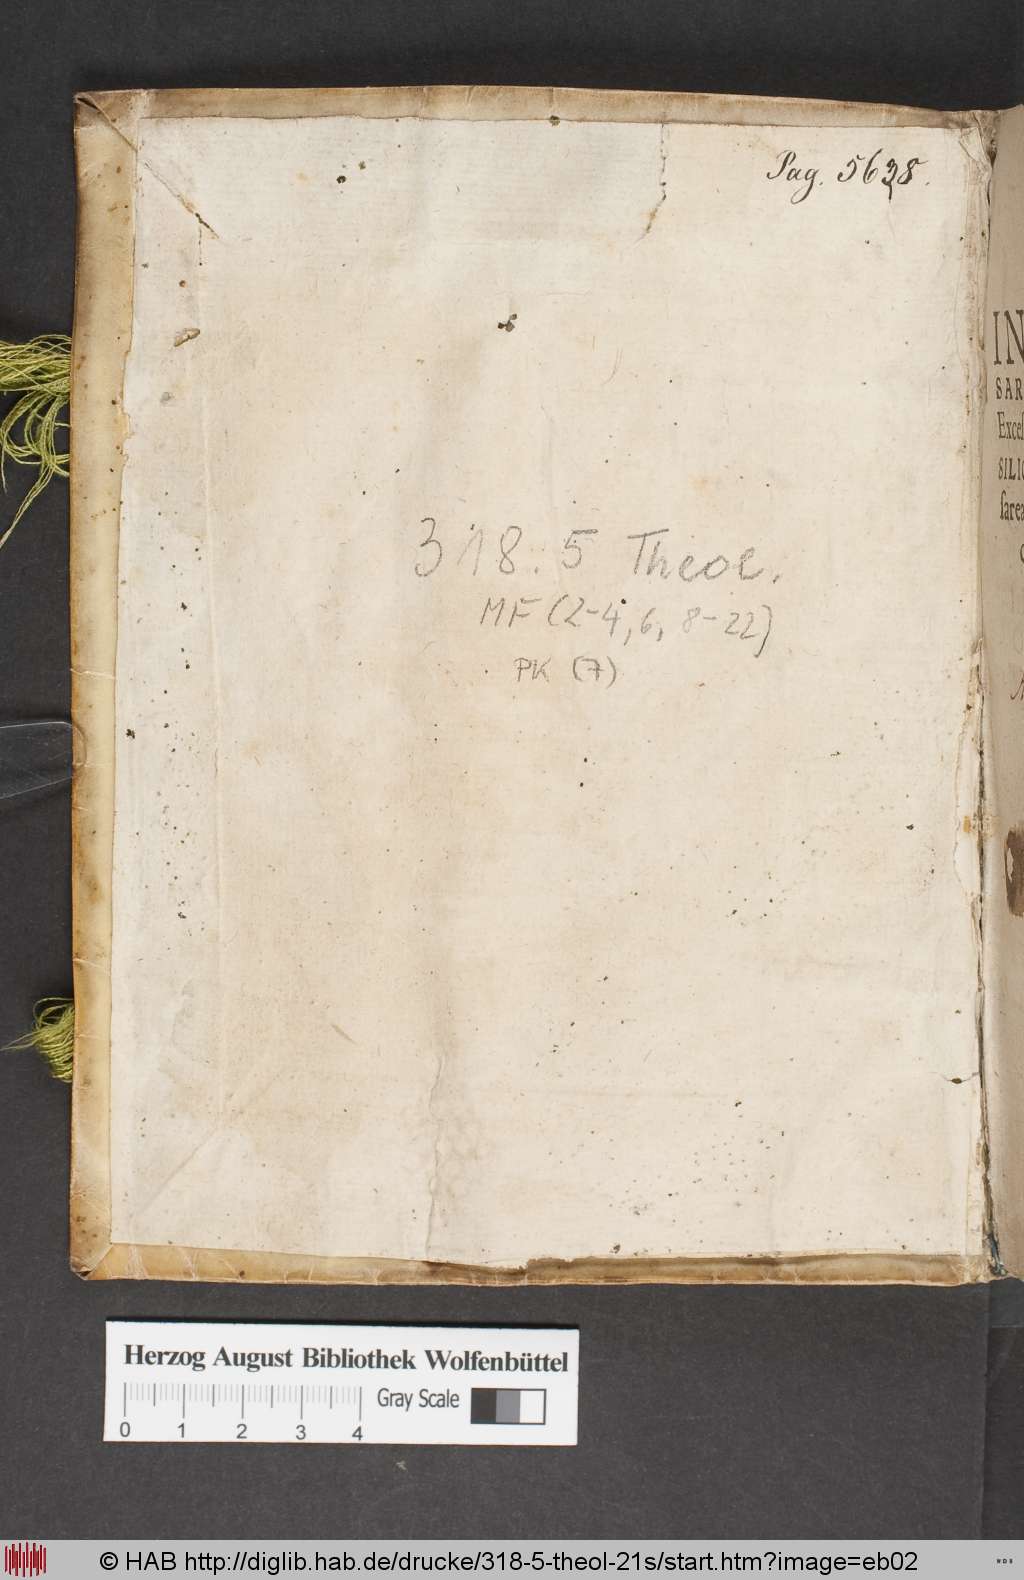 Pag. 5638.
318. 5 Theol.
MF (2-4, 6, 8-22)
PK (7)
IN
SAR
Excel
SILIC
sarea
Herzog August Bibliothek Wolfenbüttel
Gray Scale
0 1 2 3 4
© HAB http://diglib.hab.de/drucke/318-5-theol-21s/start.htm?image=eb02